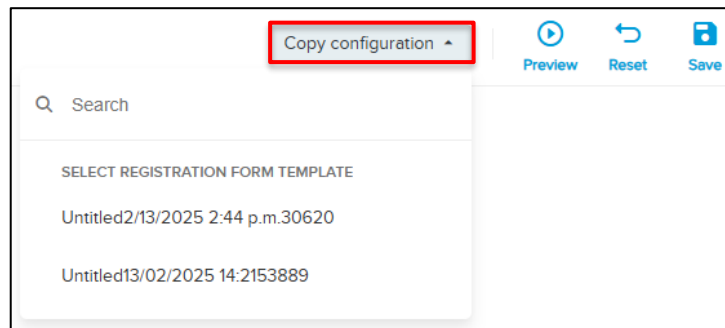 Copy configuration
Preview
Reset
Save
Search
SELECT REGISTRATION FORM TEMPLATE
Untitled2/13/2025 2:44 p.m.30620
Untitled13/02/2025 14:2153889